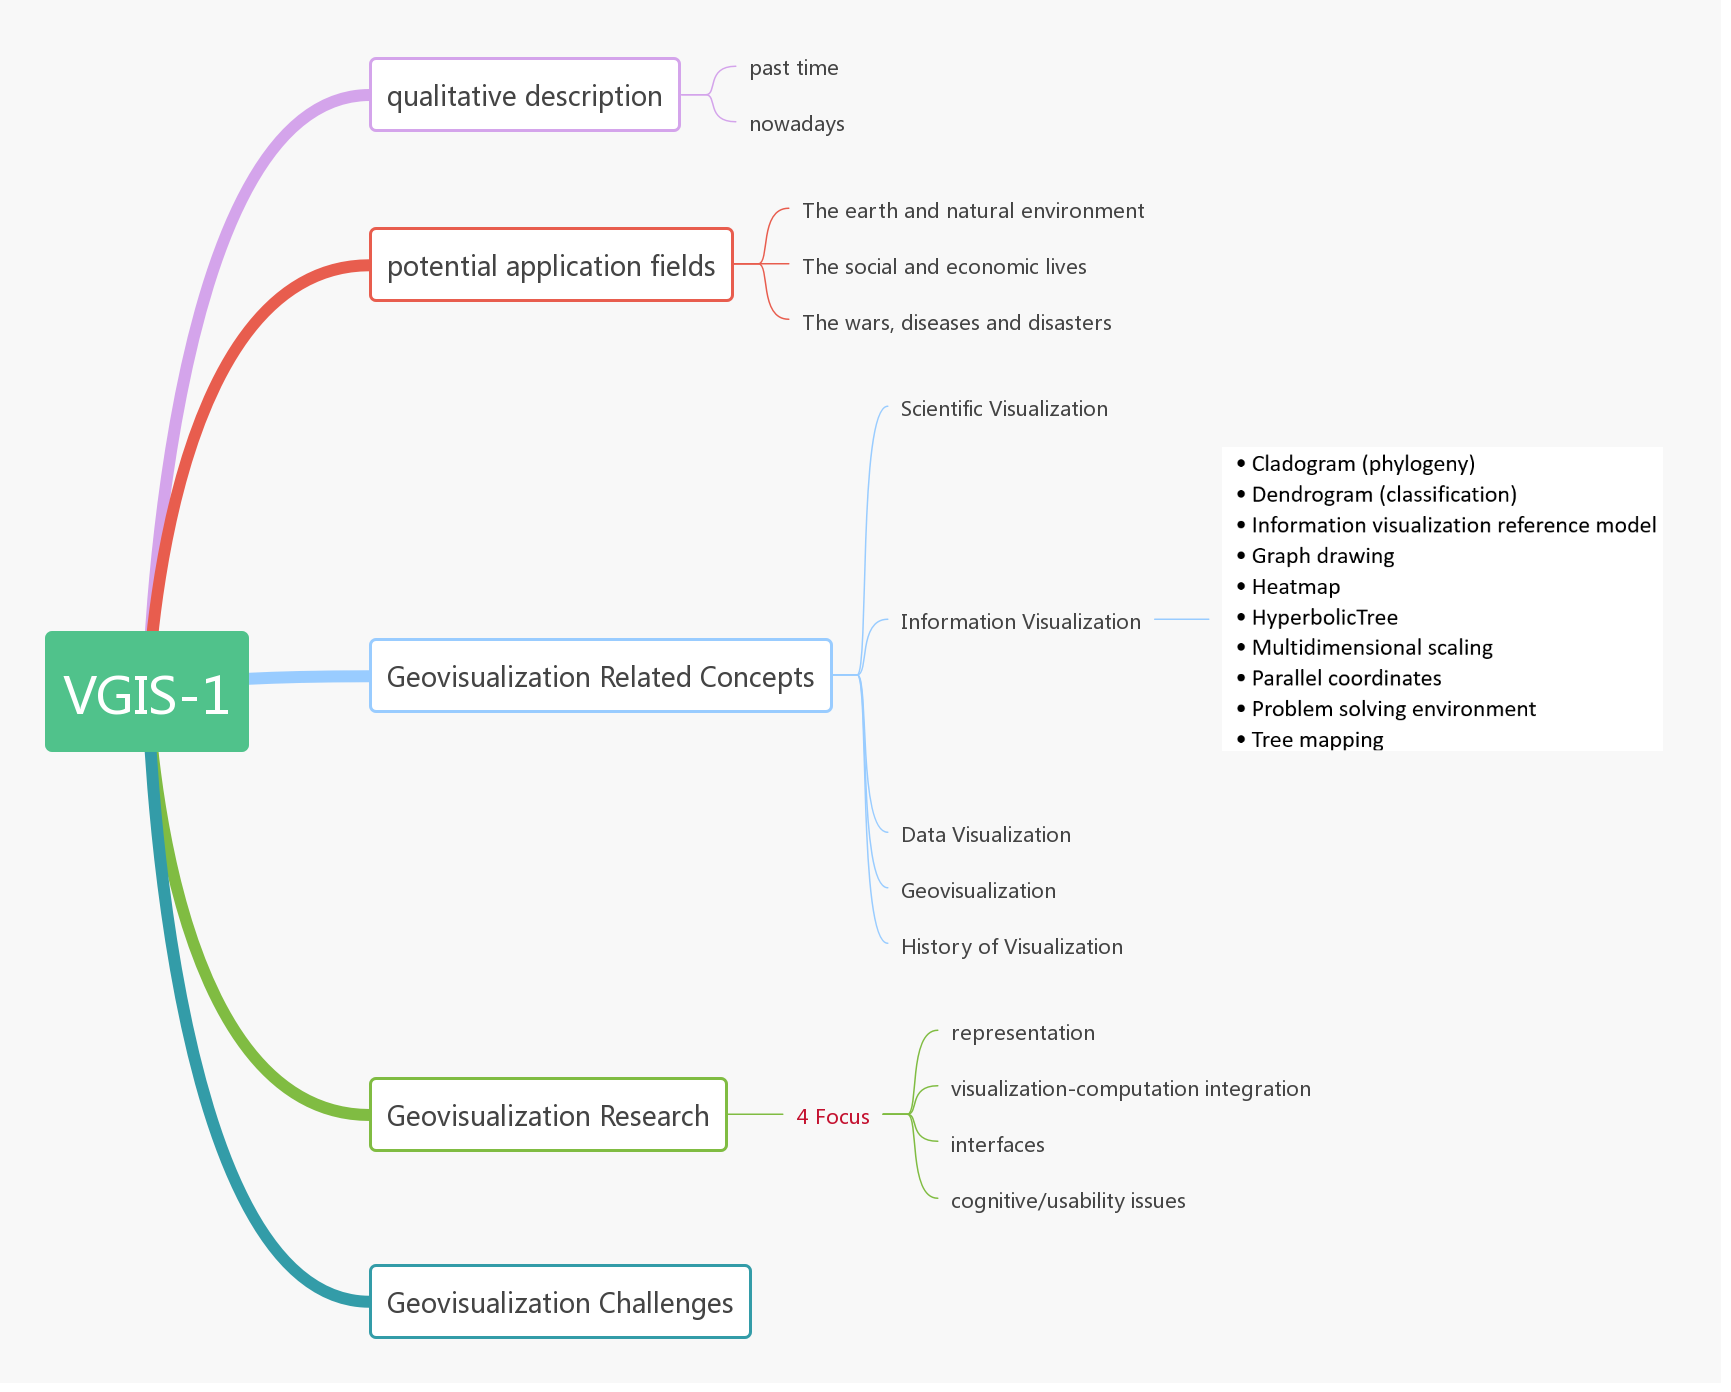 qualitative description
past time
nowadays
potential application fields
The earth and natural environment
The social and economic lives
The wars, diseases and disasters
VGIS-1
Geovisualization Related Concepts
Scientific Visualization
Information Visualization
• Cladogram (phylogeny)
• Dendrogram (classification)
• Information visualization reference model
• Graph drawing
• Heatmap
• HyperbolicTree
• Multidimensional scaling
• Parallel coordinates
• Problem solving environment
• Tree mapping
Data Visualization
Geovisualization
History of Visualization
Geovisualization Research
4 Focus
representation
visualization-computation integration
interfaces
cognitive/usability issues
Geovisualization Challenges